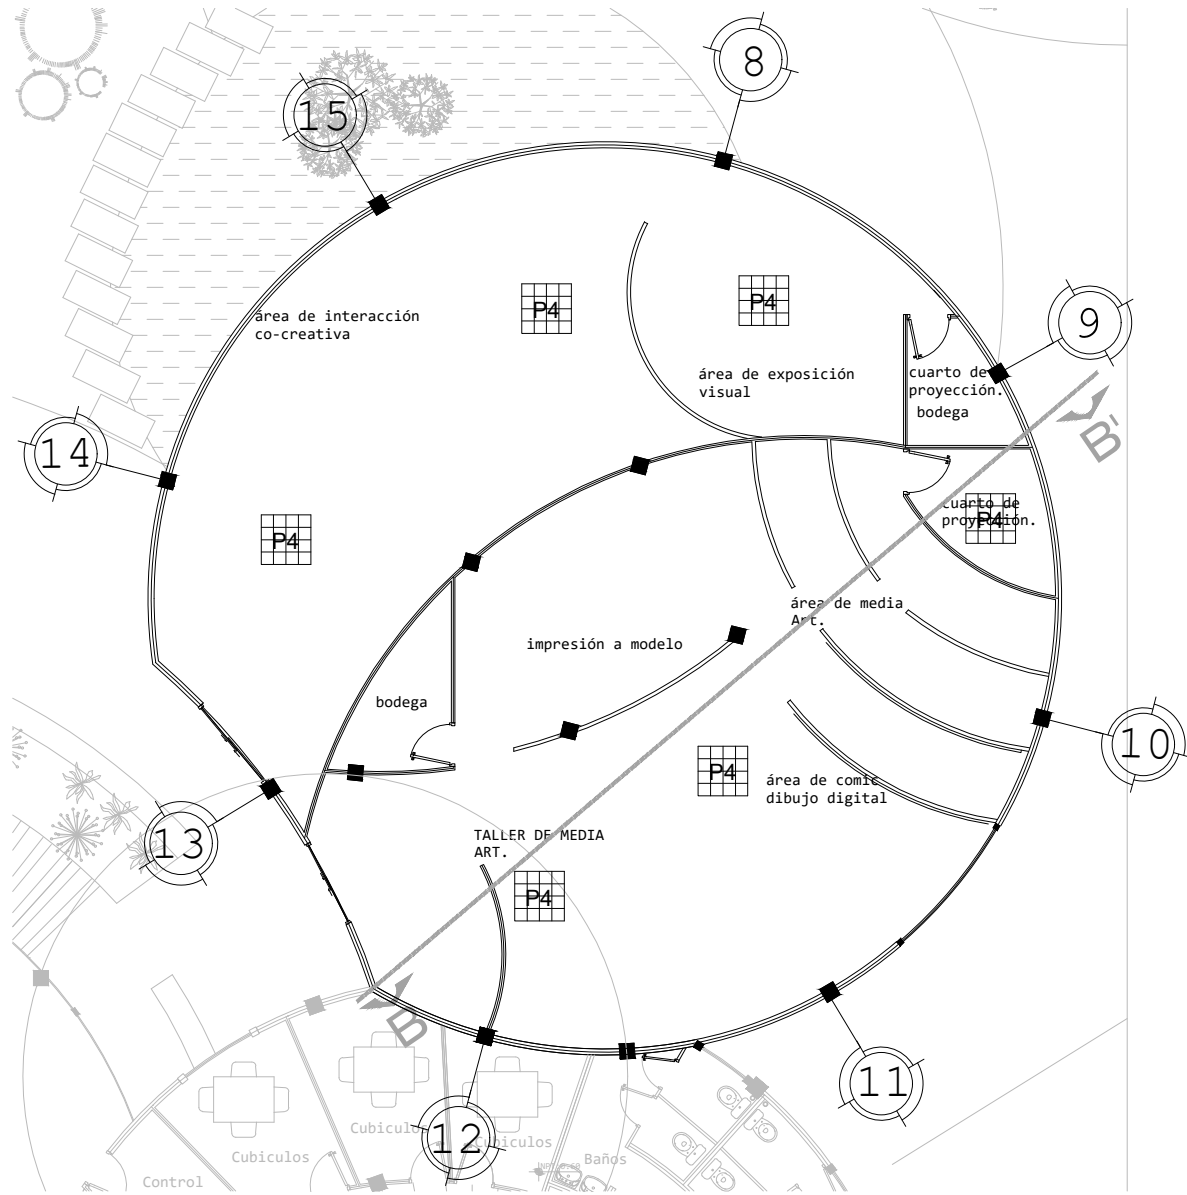 8
15
P4
P4
área de interacción
co-creativa
9
área de exposición
visual
cuarto de
proyección.
bodega
B'
14
cuarto de
proyección.
P4
P4
área de media
Art.
impresión a modelo
bodega
10
P4
área de comic
dibujo digital
13
TALLER DE MEDIA
ART.
P4
B'
11
12
Cubiculos
Cubiculos
Cubiculos
Baños
Control